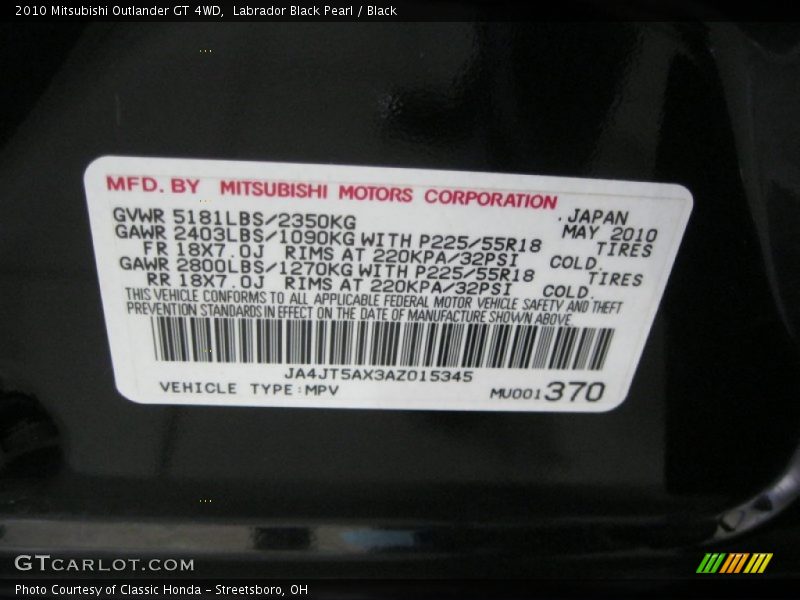 2010 Mitsubishi Outlander GT 4WD,  Labrador Black Pearl / Black
MFD. BY  MITSUBISHI MOTORS CORPORATION
GVWR 5181LBS/2350KG  . JAPAN
GAWR 2403LBS/1090KG WITH P225/55R18  MAY 2010
FR 18X7.0J  RIMS AT 220KPA/32PSI  COLD.  TIRES
GAWR 2800LBS/1270KG WITH P225/55R18  TIRES
RR 18X7.0J  RIMS AT 220KPA/32PSI  COLD.
THIS VEHICLE CONFORMS TO ALL APPLICABLE FEDERAL MOTOR VEHICLE SAFETY AND THEFT
PREVENTION STANDARDS IN EFFECT ON THE DATE OF MANUFACTURE SHOWN ABOVE.
JA4JT5AX3AZ015345
VEHICLE TYPE:MPV  MU001370
GTCARLOT.COM
Photo Courtesy of Classic Honda – Streetsboro, OH